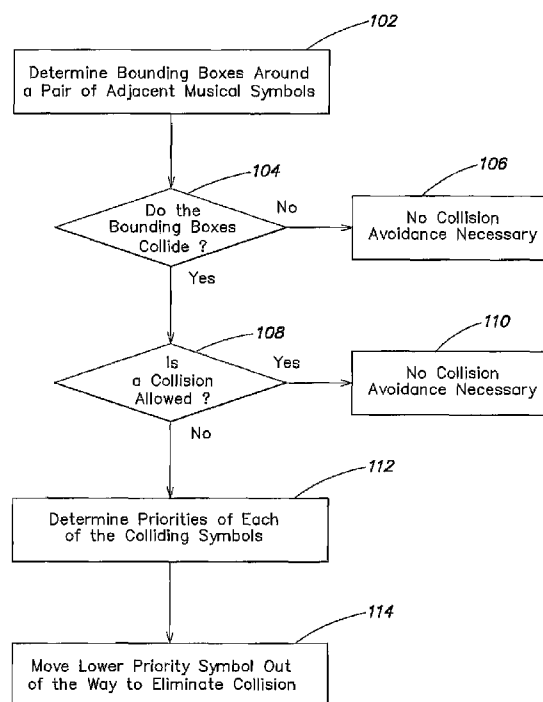 102
Determine Bounding Boxes Around
a Pair of Adjacent Musical Symbols
104
Do the
Bounding Boxes
Collide ?
No
Yes
106
No Collision
Avoidance Necessary
108
Is
a Collision
Allowed ?
Yes
No
110
No Collision
Avoidance Necessary
112
Determine Priorities of Each
of the Colliding Symbols
114
Move Lower Priority Symbol Out
of the Way to Eliminate Collision